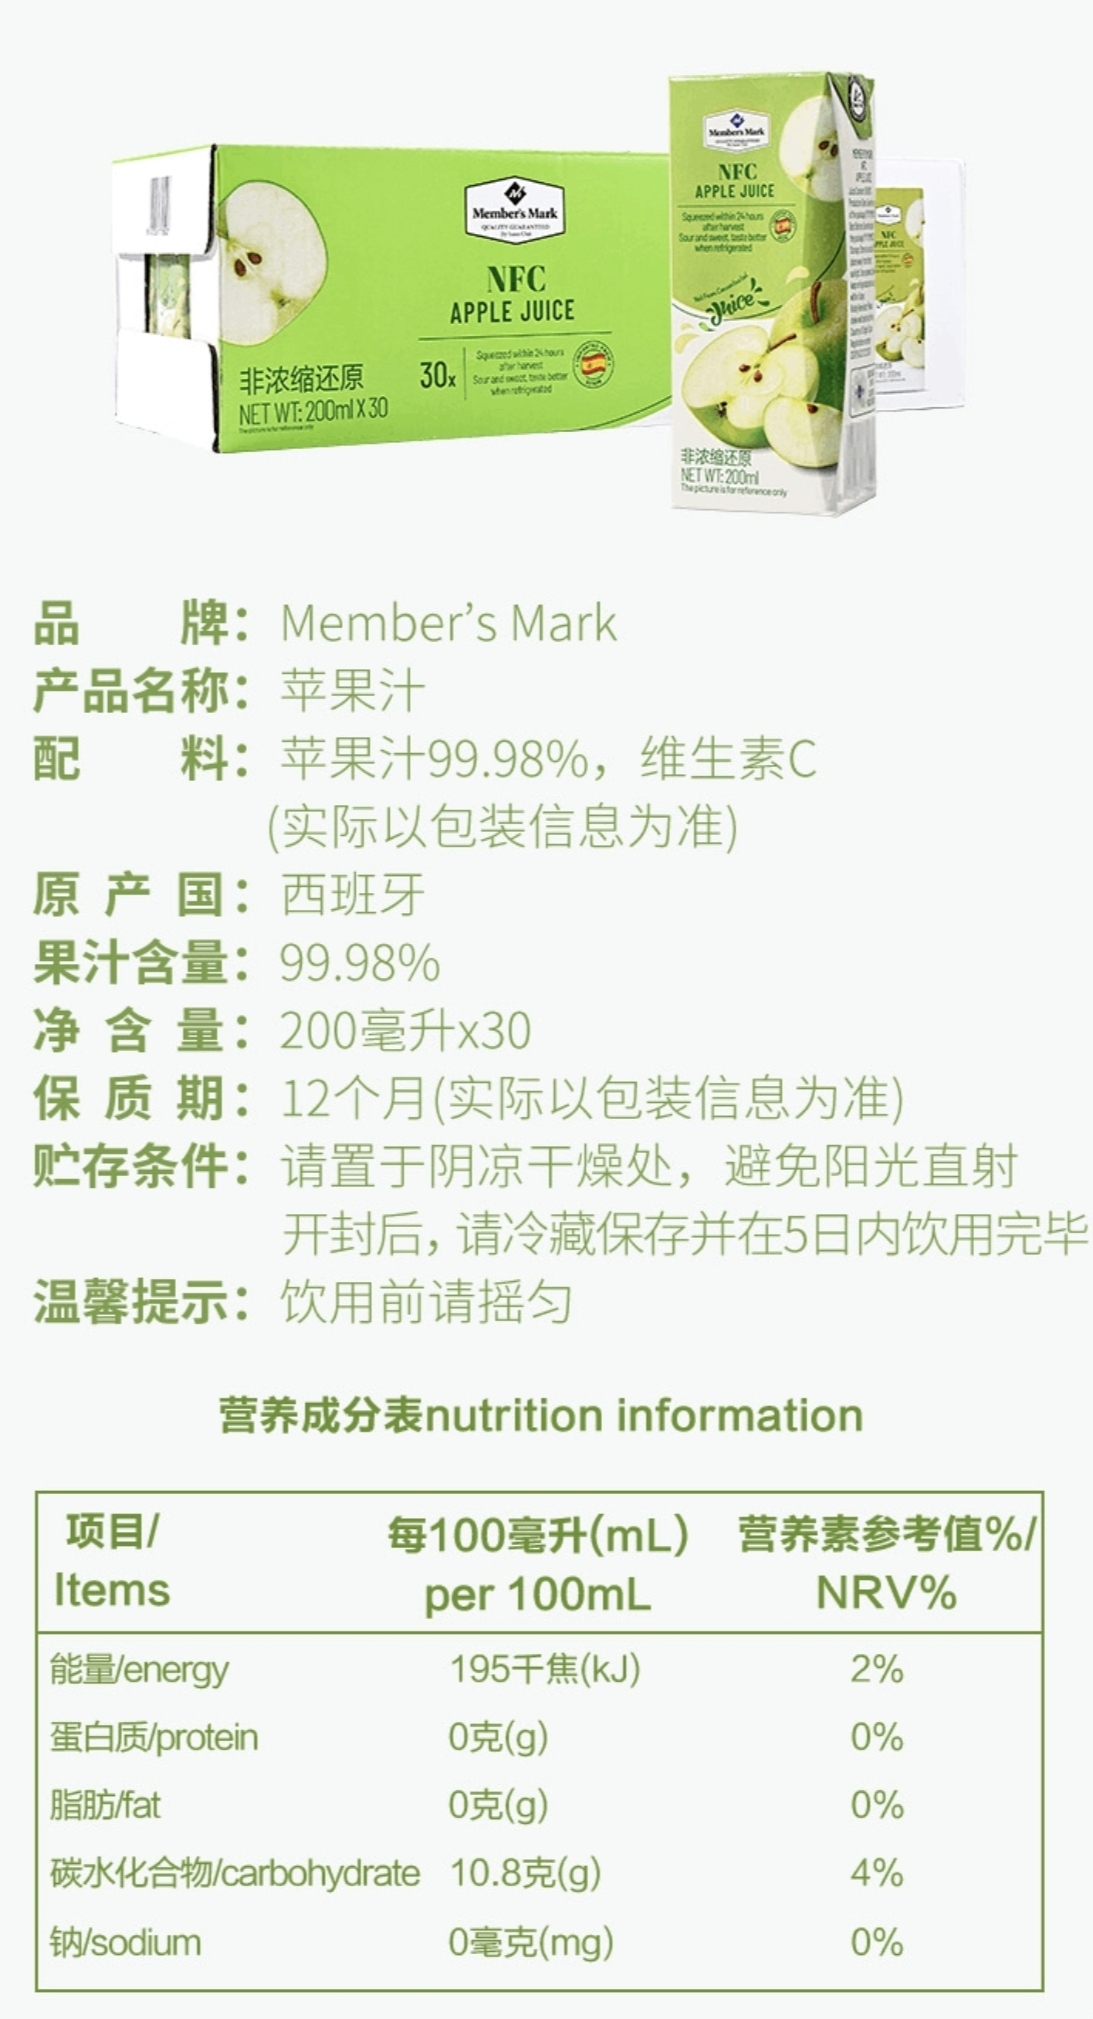 Member's Mark
QUALITY GUARANTEED
By Sam's Club
NFC
APPLE JUICE
30x
Squeezed within 24 hours
after harvest
Sour and sweet, taste better
when refrigerated
非浓缩还原
NET WT: 200ml X 30
The picture is for reference only
Member's Mark
NFC
APPLE JUICE
Squeezed within 24 hours
after harvest
Sour and sweet, taste better
when refrigerated
Juice
非浓缩还原
NET WT: 200ml
The picture is for reference only
NFC
APPLE JUICE
品 牌：Member’s Mark
产品名称：苹果汁
配 料：苹果汁99.98%，维生素C
(实际以包装信息为准)
原 产 国：西班牙
果汁含量：99.98%
净 含 量：200毫升x30
保 质 期：12个月(实际以包装信息为准)
贮存条件：请置于阴凉干燥处，避免阳光直射
开封后，请冷藏保存并在5日内饮用完毕
温馨提示：饮用前请摇匀
营养成分表nutrition information
项目/ 每100毫升(mL) 营养素参考值%/
Items per 100mL NRV%
能量/energy 195千焦(kJ) 2%
蛋白质/protein 0克(g) 0%
脂肪/fat 0克(g) 0%
碳水化合物/carbohydrate 10.8克(g) 4%
钠/sodium 0毫克(mg) 0%